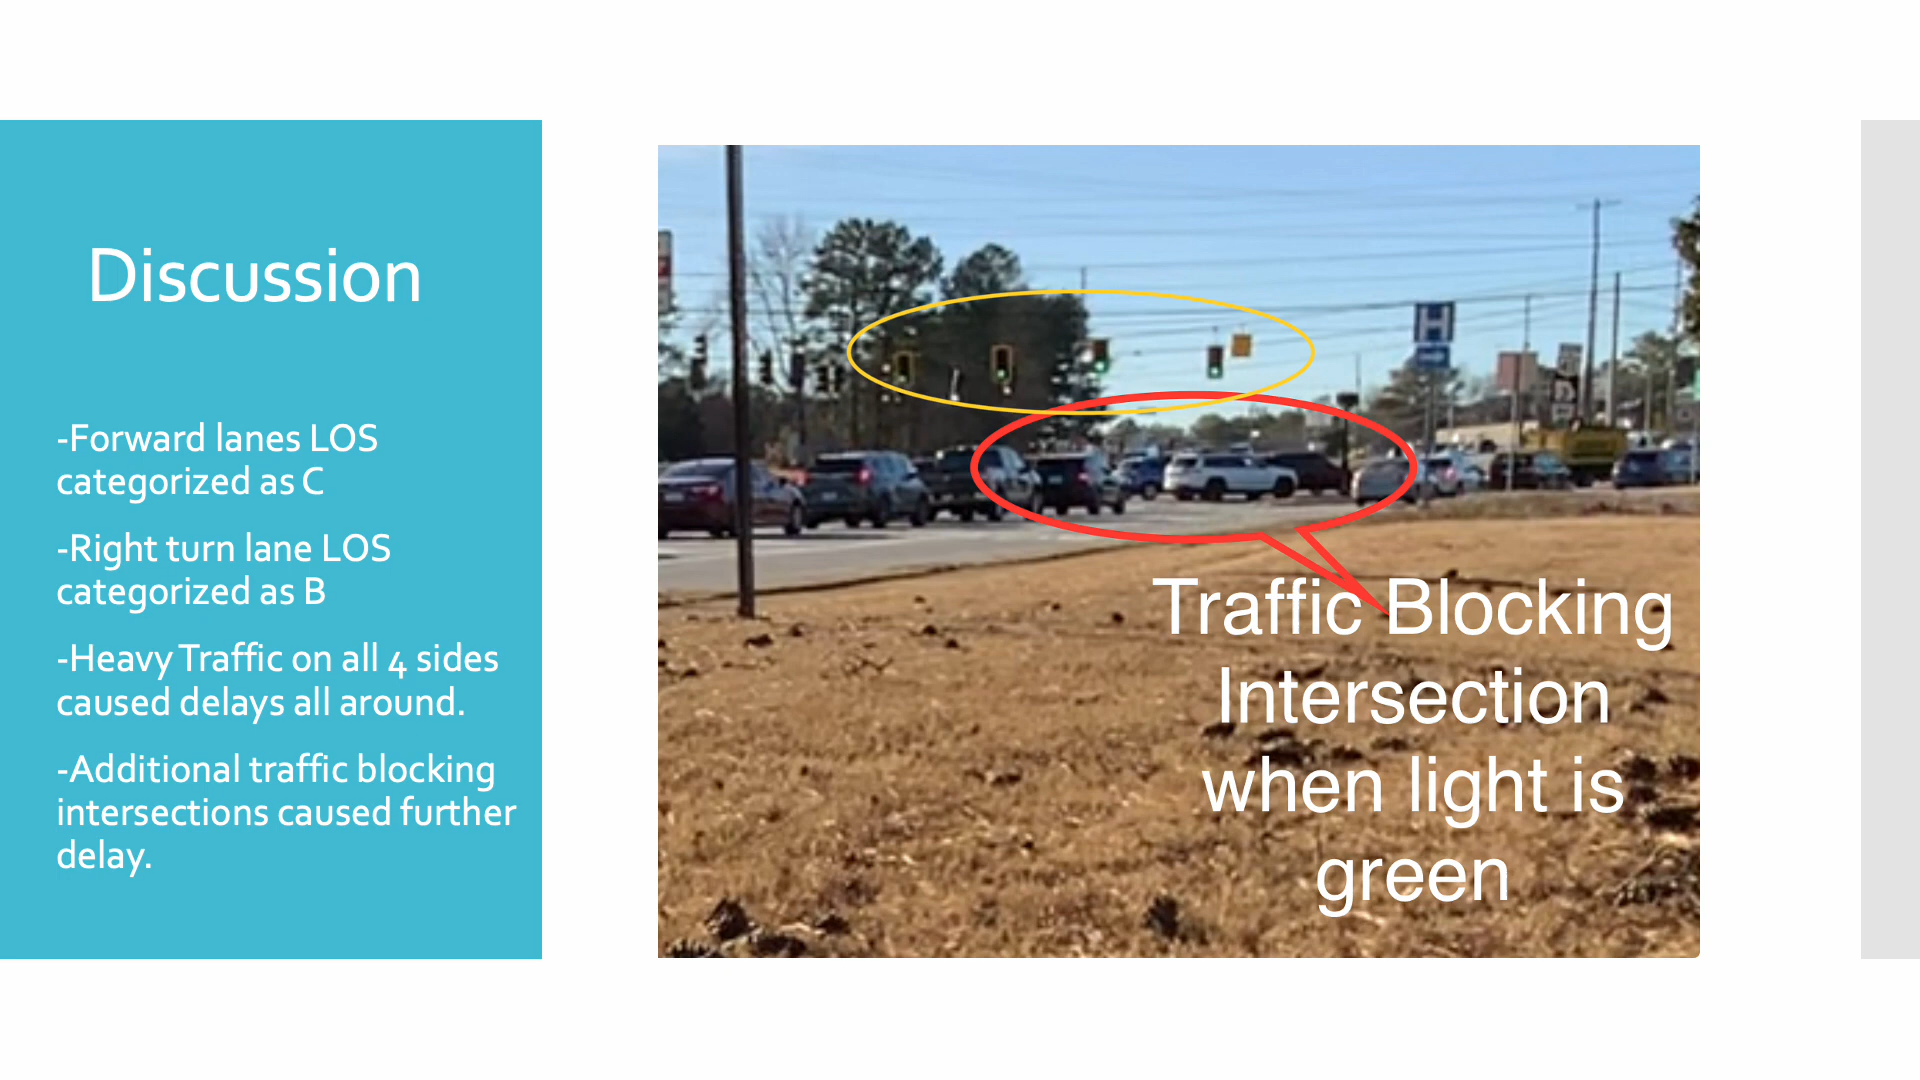 Discussion
-Forward lanes LOS
categorized as C
-Right turn lane LOS
categorized as B
-Heavy Traffic on all 4 sides
caused delays all around.
-Additional traffic blocking
intersections caused further
delay.
H
Traffic Blocking
Intersection
when light is
green